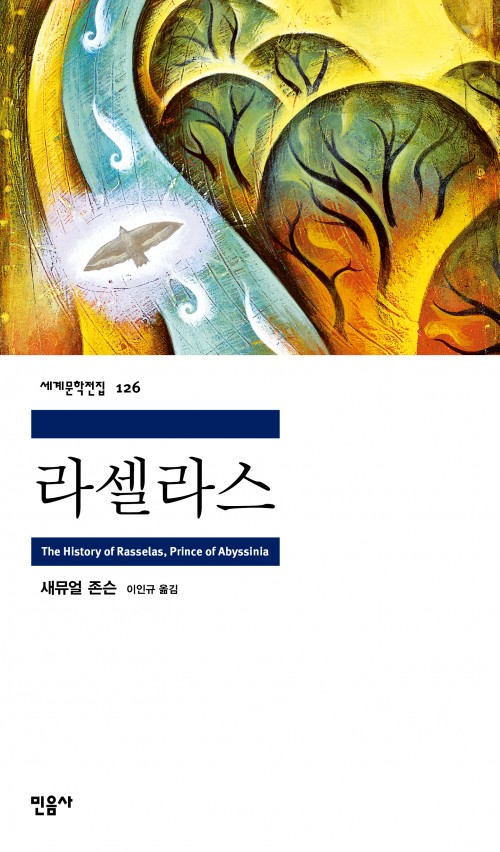 세계문학전집 126
라셀라스
The History of Rasselas, Prince of Abyssinia
새뮤얼 존슨 이인규 옮김
민음사